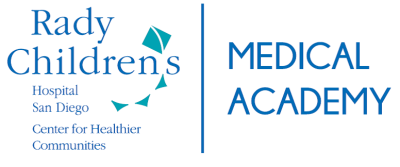 Rady
Children's
Hospital
San Diego
Center for Healthier
Communities
MEDICAL
ACADEMY